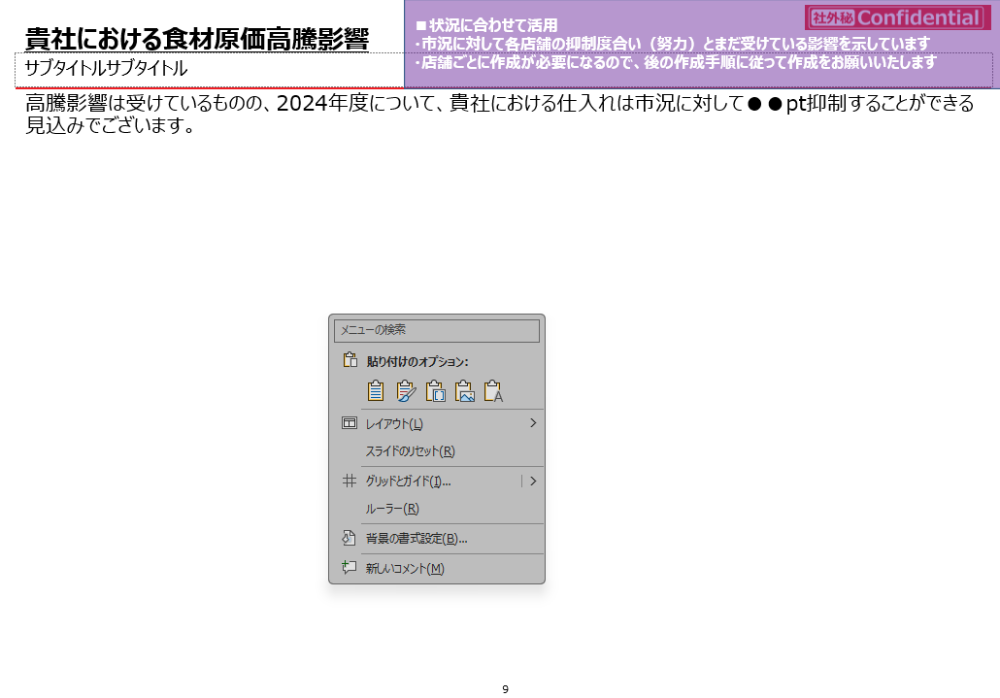 貴社における食材原価高騰影響
サブタイトルサブタイトル
■状況に合わせて活用
・市況に対して各店舗の抑制度合い（努力）とまだ受けている影響を示しています
・店舗ごとに作成が必要になるので、後の作成手順に従って作成をお願いいたします
社外秘 Confidential
高騰影響は受けているものの、2024年度について、貴社における仕入れは市況に対して●●pt抑制することができる
見込みでございます。
メニューの検索
貼り付けのオプション:
レイアウト(L)
スライドのリセット(R)
グリッドとガイド(I)...
ルーラー(R)
背景の書式設定(B)...
新しいコメント(M)
9